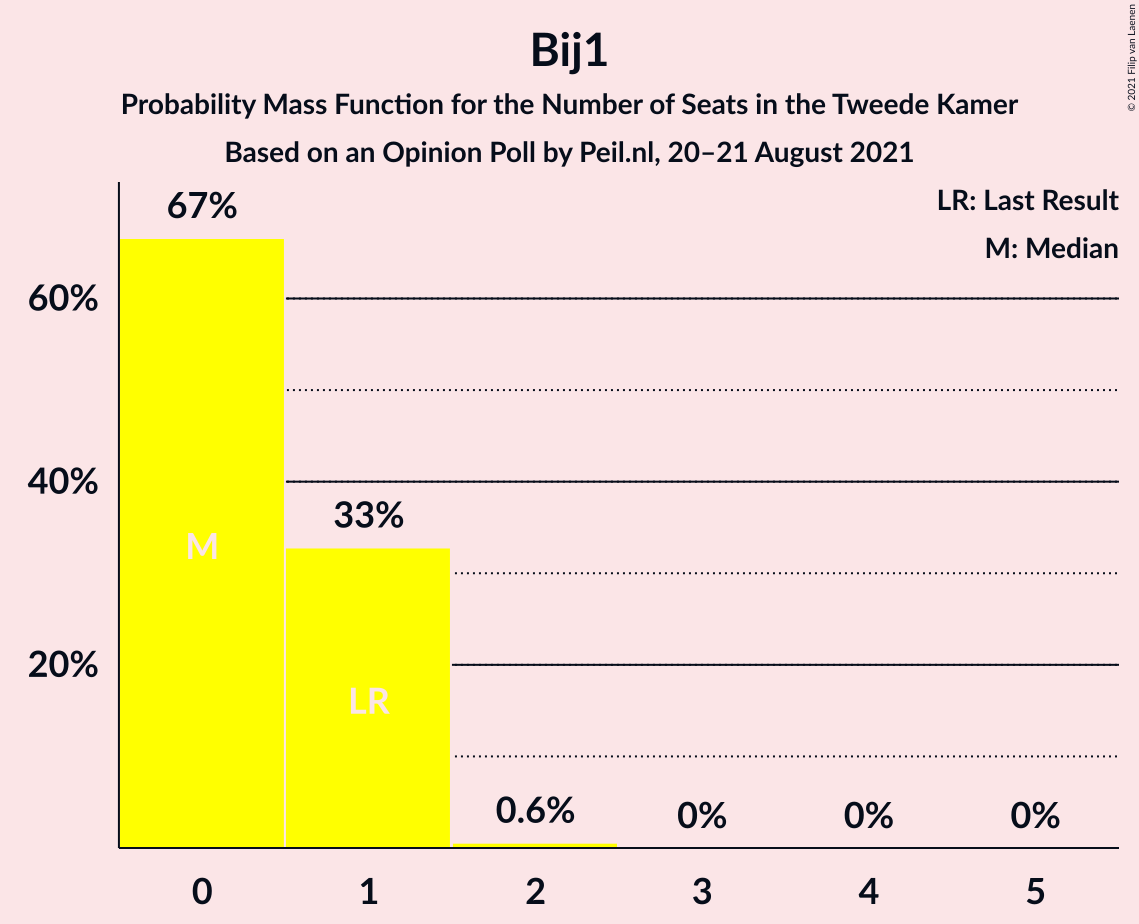 Bij1
Probability Mass Function for the Number of Seats in the Tweede Kamer
Based on an Opinion Poll by Peil.nl, 20–21 August 2021
© 2021 Filip van Laenen
LR: Last Result
M: Median
67%
60%
40%
33%
M
20%
LR
0.6%
0%
0%
0%
0
1
2
3
4
5